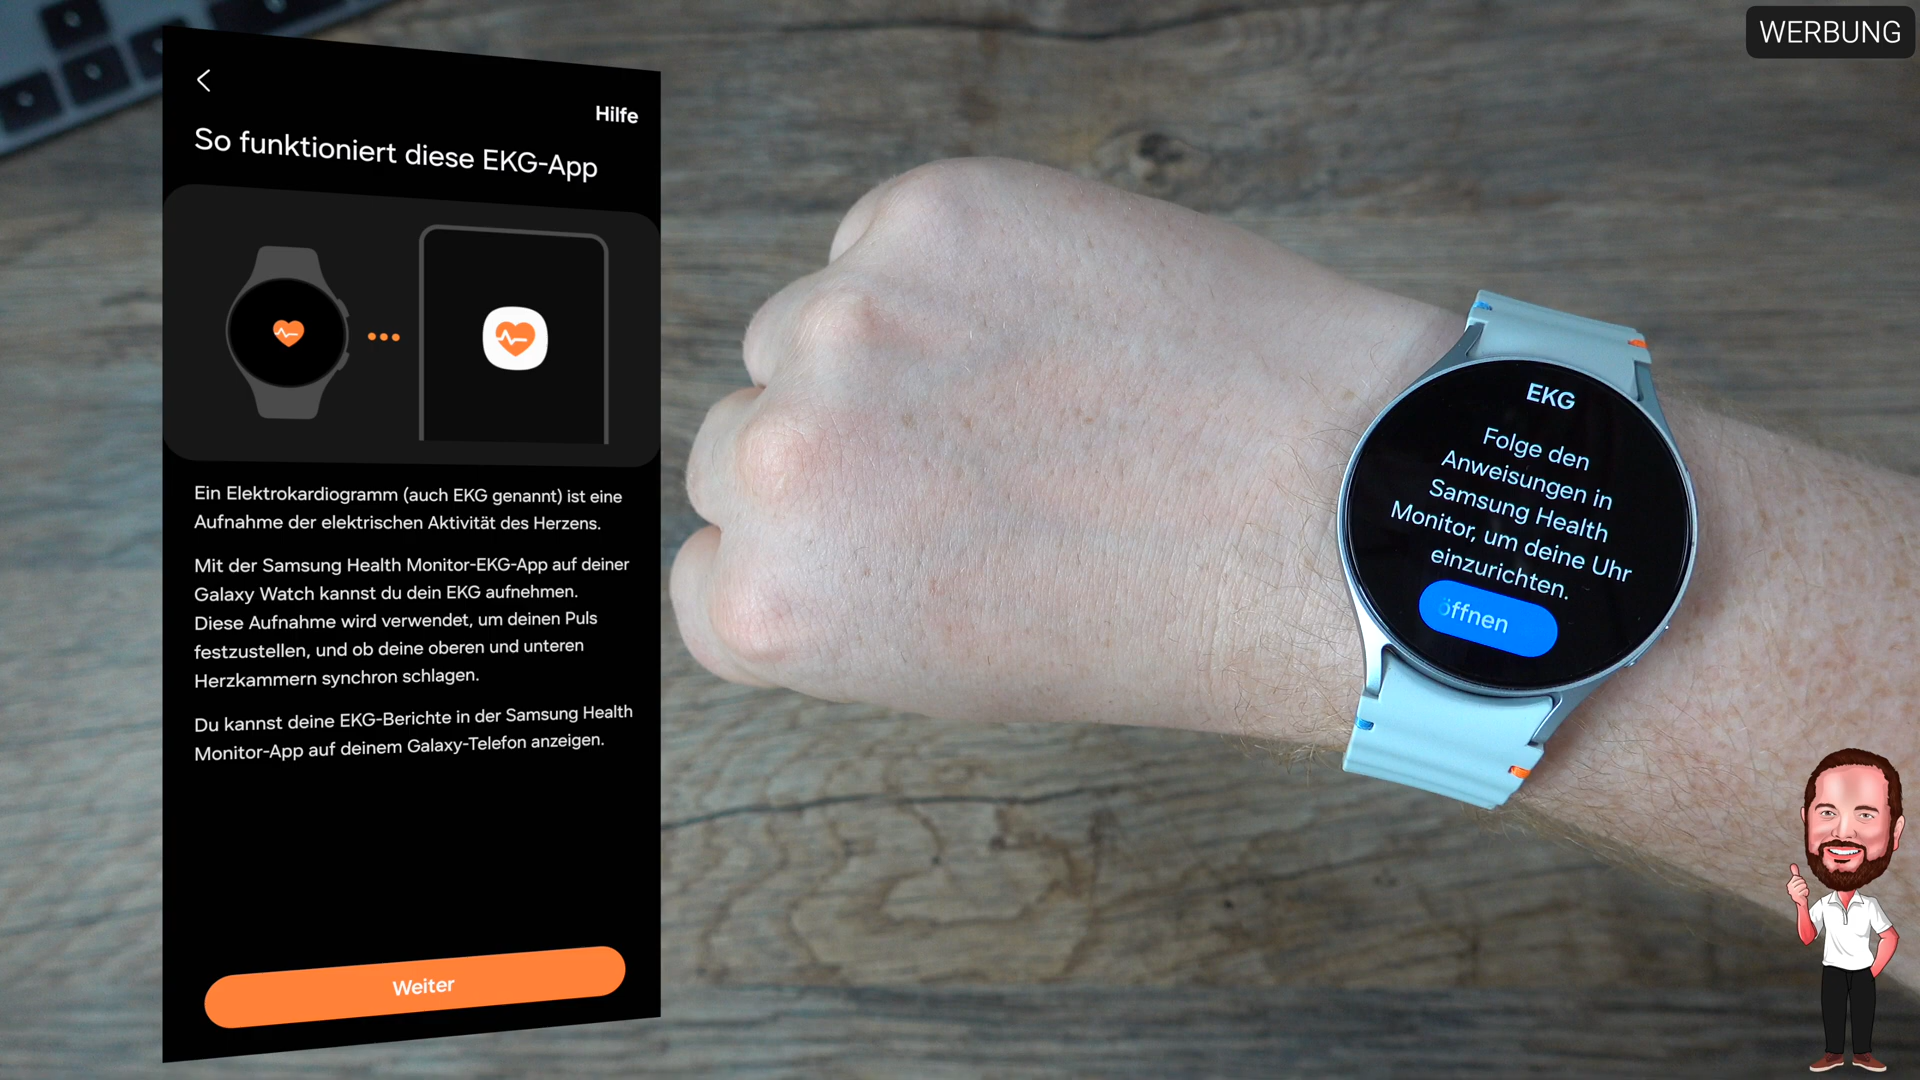 WERBUNG
Hilfe
So funktioniert diese EKG-App
Ein Elektrokardiogramm (auch EKG genannt) ist eine
Aufnahme der elektrischen Aktivität des Herzens.
Mit der Samsung Health Monitor-EKG-App auf deiner
Galaxy Watch kannst du dein EKG aufnehmen.
Diese Aufnahme wird verwendet, um deinen Puls
festzustellen, und ob deine oberen und unteren
Herzkammern synchron schlagen.
Du kannst deine EKG-Berichte in der Samsung Health
Monitor-App auf deinem Galaxy-Telefon anzeigen.
Weiter
EKG
Folge den
Anweisungen in
Samsung Health
Monitor, um deine Uhr
einzurichten.
öffnen